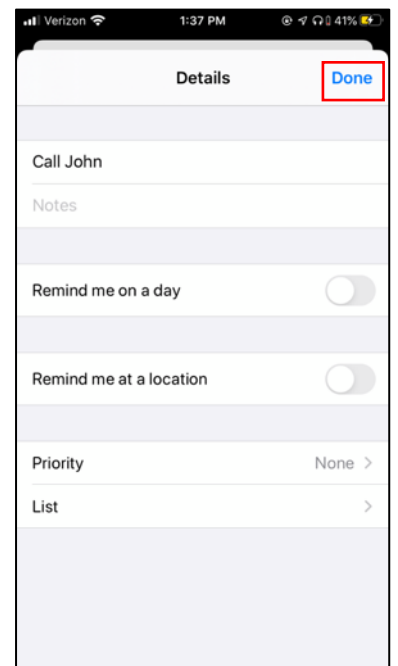 Verizon 1:37 PM 41%
Details Done
Call John
Notes
Remind me on a day
Remind me at a location
Priority None >
List >